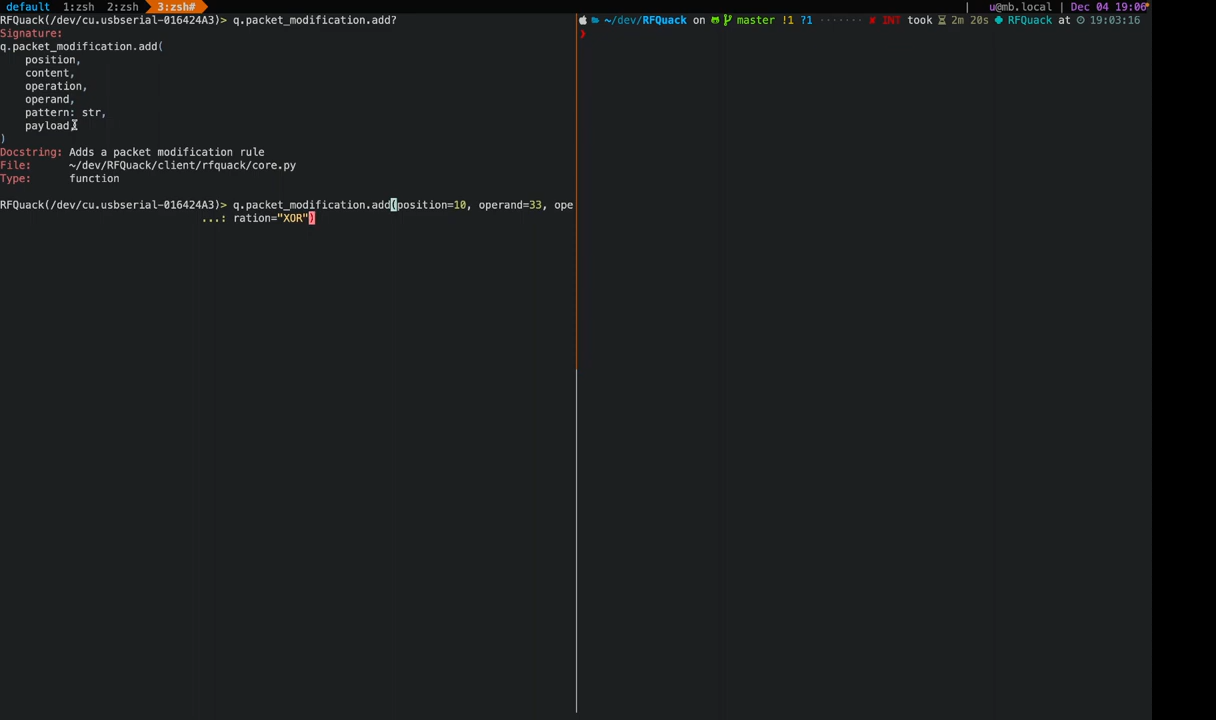 default 1:zsh 2:zsh 3:zsh# | u@mb.local | Dec 04 19:06
RFQuack(/dev/cu.usbserial-016424A3)> q.packet_modification.add?
Signature:
q.packet_modification.add(
position,
content,
operation,
operand,
pattern: str,
payload,
)
Docstring: Adds a packet modification rule
File: ~/dev/RFQuack/client/rfquack/core.py
Type: function
RFQuack(/dev/cu.usbserial-016424A3)> q.packet_modification.add(position=10, operand=33, ope
...: ration="XOR")
~/dev/RFQuack on master !1 ?1 ······· ✘ INT took 2m 20s RFQuack at 19:03:16
❯